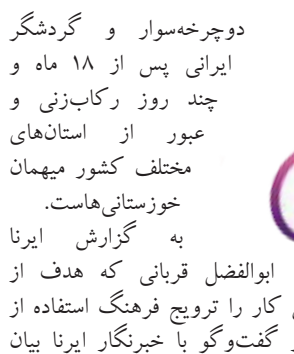 دوچرخه‌سوار و گردشگر
ایرانی پس از ۱۸ ماه و
چند روز رکاب‌زنی و
عبور از استان‌های
مختلف کشور میهمان
خوزستانی‌هاست.
به گزارش ایرنا
ابوالفضل قربانی که هدف از
کار را ترویج فرهنگ استفاده از
گفت‌وگو با خبرنگار ایرنا بیان